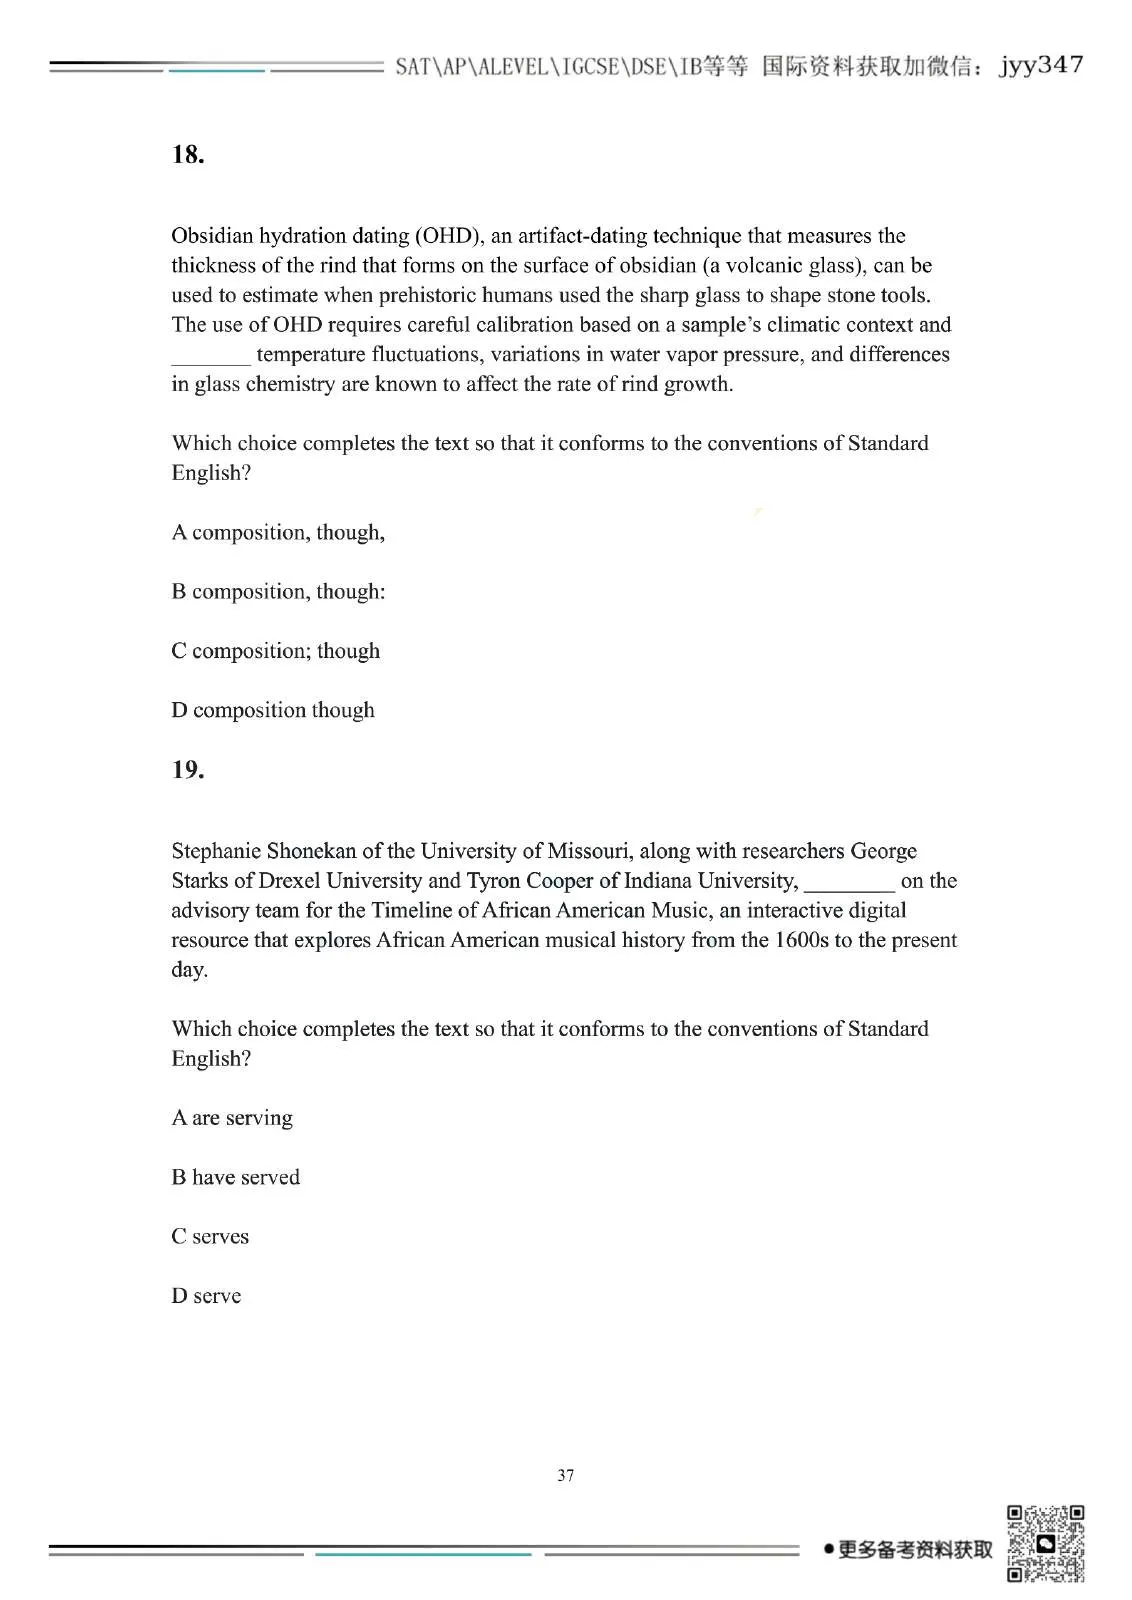 SAT\AP\ALEVEL\IGCSE\DSE\IB等等 国际资料获取加微信: jyy347
18.
Obsidian hydration dating (OHD), an artifact-dating technique that measures the
thickness of the rind that forms on the surface of obsidian (a volcanic glass), can be
used to estimate when prehistoric humans used the sharp glass to shape stone tools.
The use of OHD requires careful calibration based on a sample's climatic context and
_______ temperature fluctuations, variations in water vapor pressure, and differences
in glass chemistry are known to affect the rate of rind growth.
Which choice completes the text so that it conforms to the conventions of Standard
English?
A composition, though,
B composition, though:
C composition; though
D composition though
19.
Stephanie Shonekan of the University of Missouri, along with researchers George
Starks of Drexel University and Tyron Cooper of Indiana University, ________ on the
advisory team for the Timeline of African American Music, an interactive digital
resource that explores African American musical history from the 1600s to the present
day.
Which choice completes the text so that it conforms to the conventions of Standard
English?
A are serving
B have served
C serves
D serve
37
●更多备考资料获取